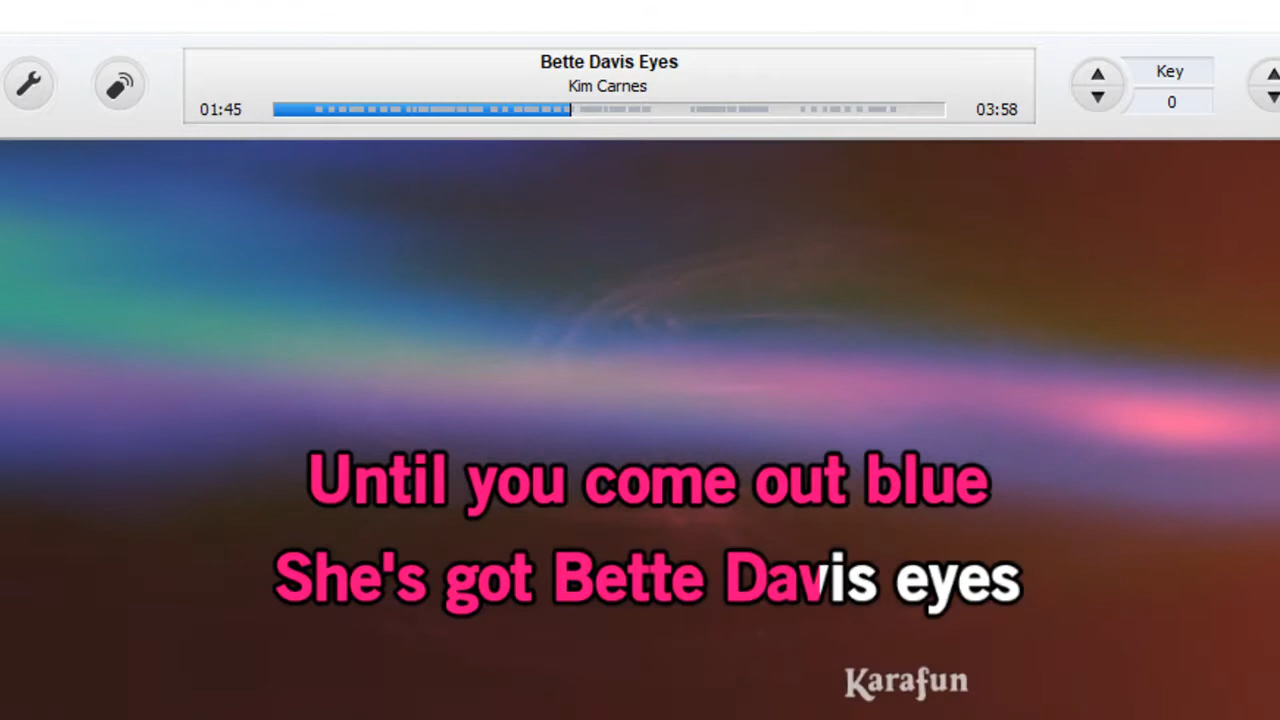 Bette Davis Eyes
Kim Carnes
01:45
03:58
Key
0
Until you come out blue
She's got Bette Davis eyes
Karafun